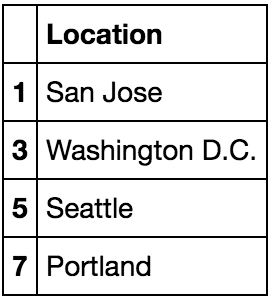 Location
1 San Jose
3 Washington D.C.
5 Seattle
7 Portland